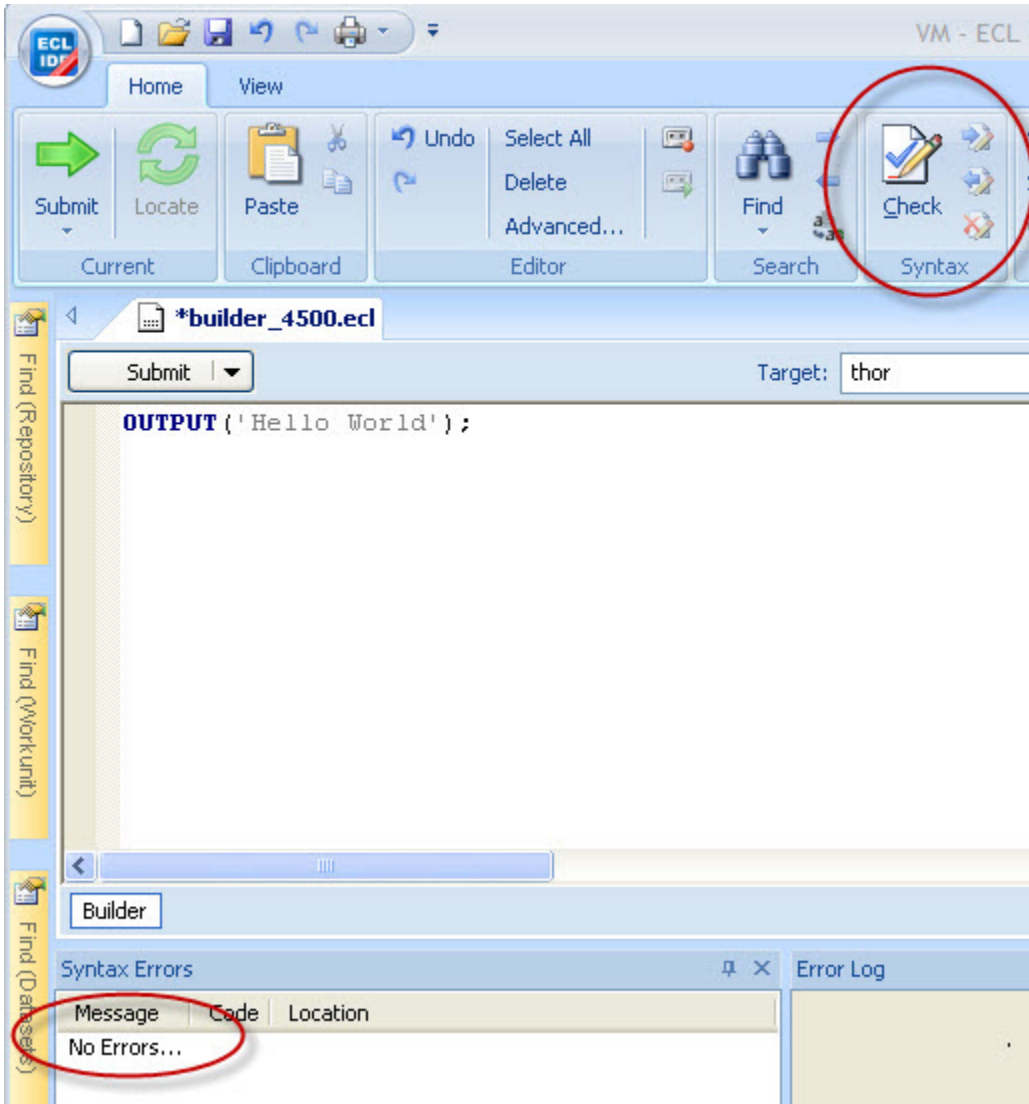 VM - ECL
ECL
IDE
Home View
Submit
Locate
Paste
Undo
Select All
Delete
Advanced...
Find
Check
Current
Clipboard
Editor
Search
Syntax
*builder_4500.ecl
Submit
Target: thor
OUTPUT('Hello World');
Find (Repository)
Find (Workunit)
Find (Datasets)
Builder
Syntax Errors
Error Log
Message Code Location
No Errors...